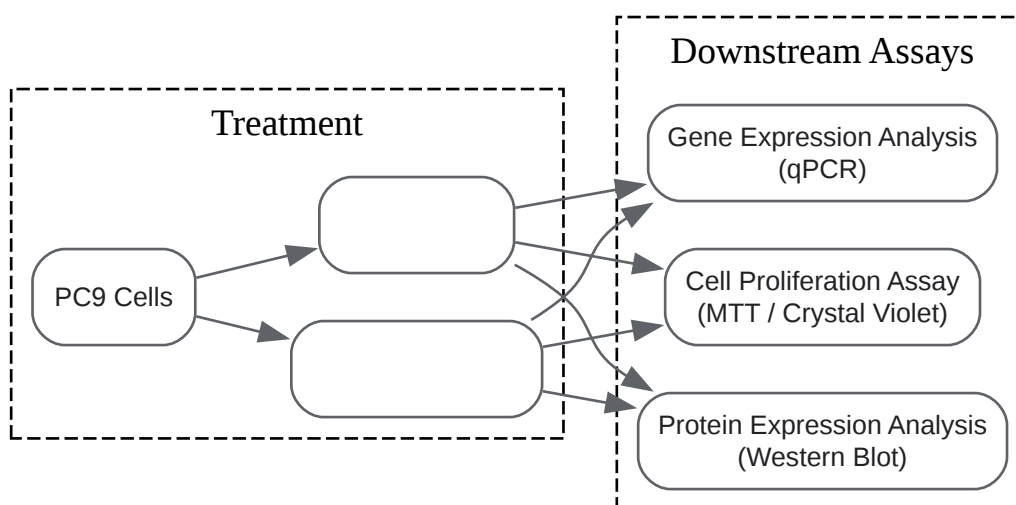 Treatment
PC9 Cells
Downstream Assays
Gene Expression Analysis
(qPCR)
Cell Proliferation Assay
(MTT / Crystal Violet)
Protein Expression Analysis
(Western Blot)